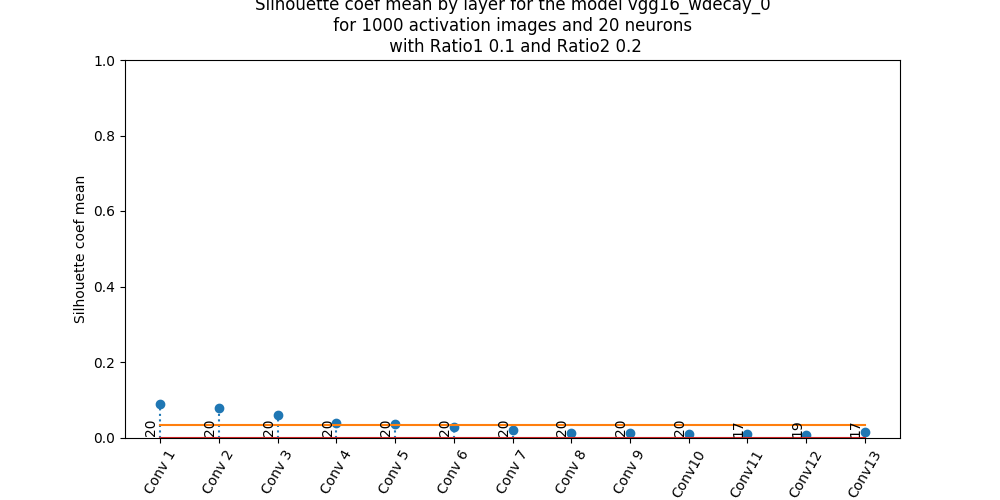 Silhouette coef mean by layer for the model vgg16_wdecay_0
for 1000 activation images and 20 neurons
with Ratio1 0.1 and Ratio2 0.2
1.0
0.8
0.6
0.4
0.2
0.0
Silhouette coef mean
20
20
20
20
20
20
20
20
20
20
17
19
17
Conv 1
Conv 2
Conv 3
Conv 4
Conv 5
Conv 6
Conv 7
Conv 8
Conv 9
Conv10
Conv11
Conv12
Conv13